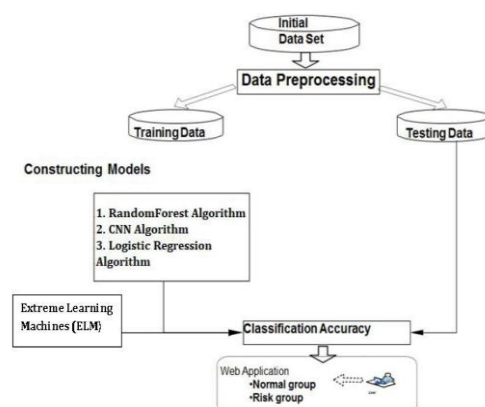 Initial
Data Set
Data Preprocessing
Training Data
Testing Data
Constructing Models
1. RandomForest Algorithm
2. CNN Algorithm
3. Logistic Regression
Algorithm
Extreme Learning
Machines (ELM)
Classification Accuracy
Web Application
•Normal group
•Risk group